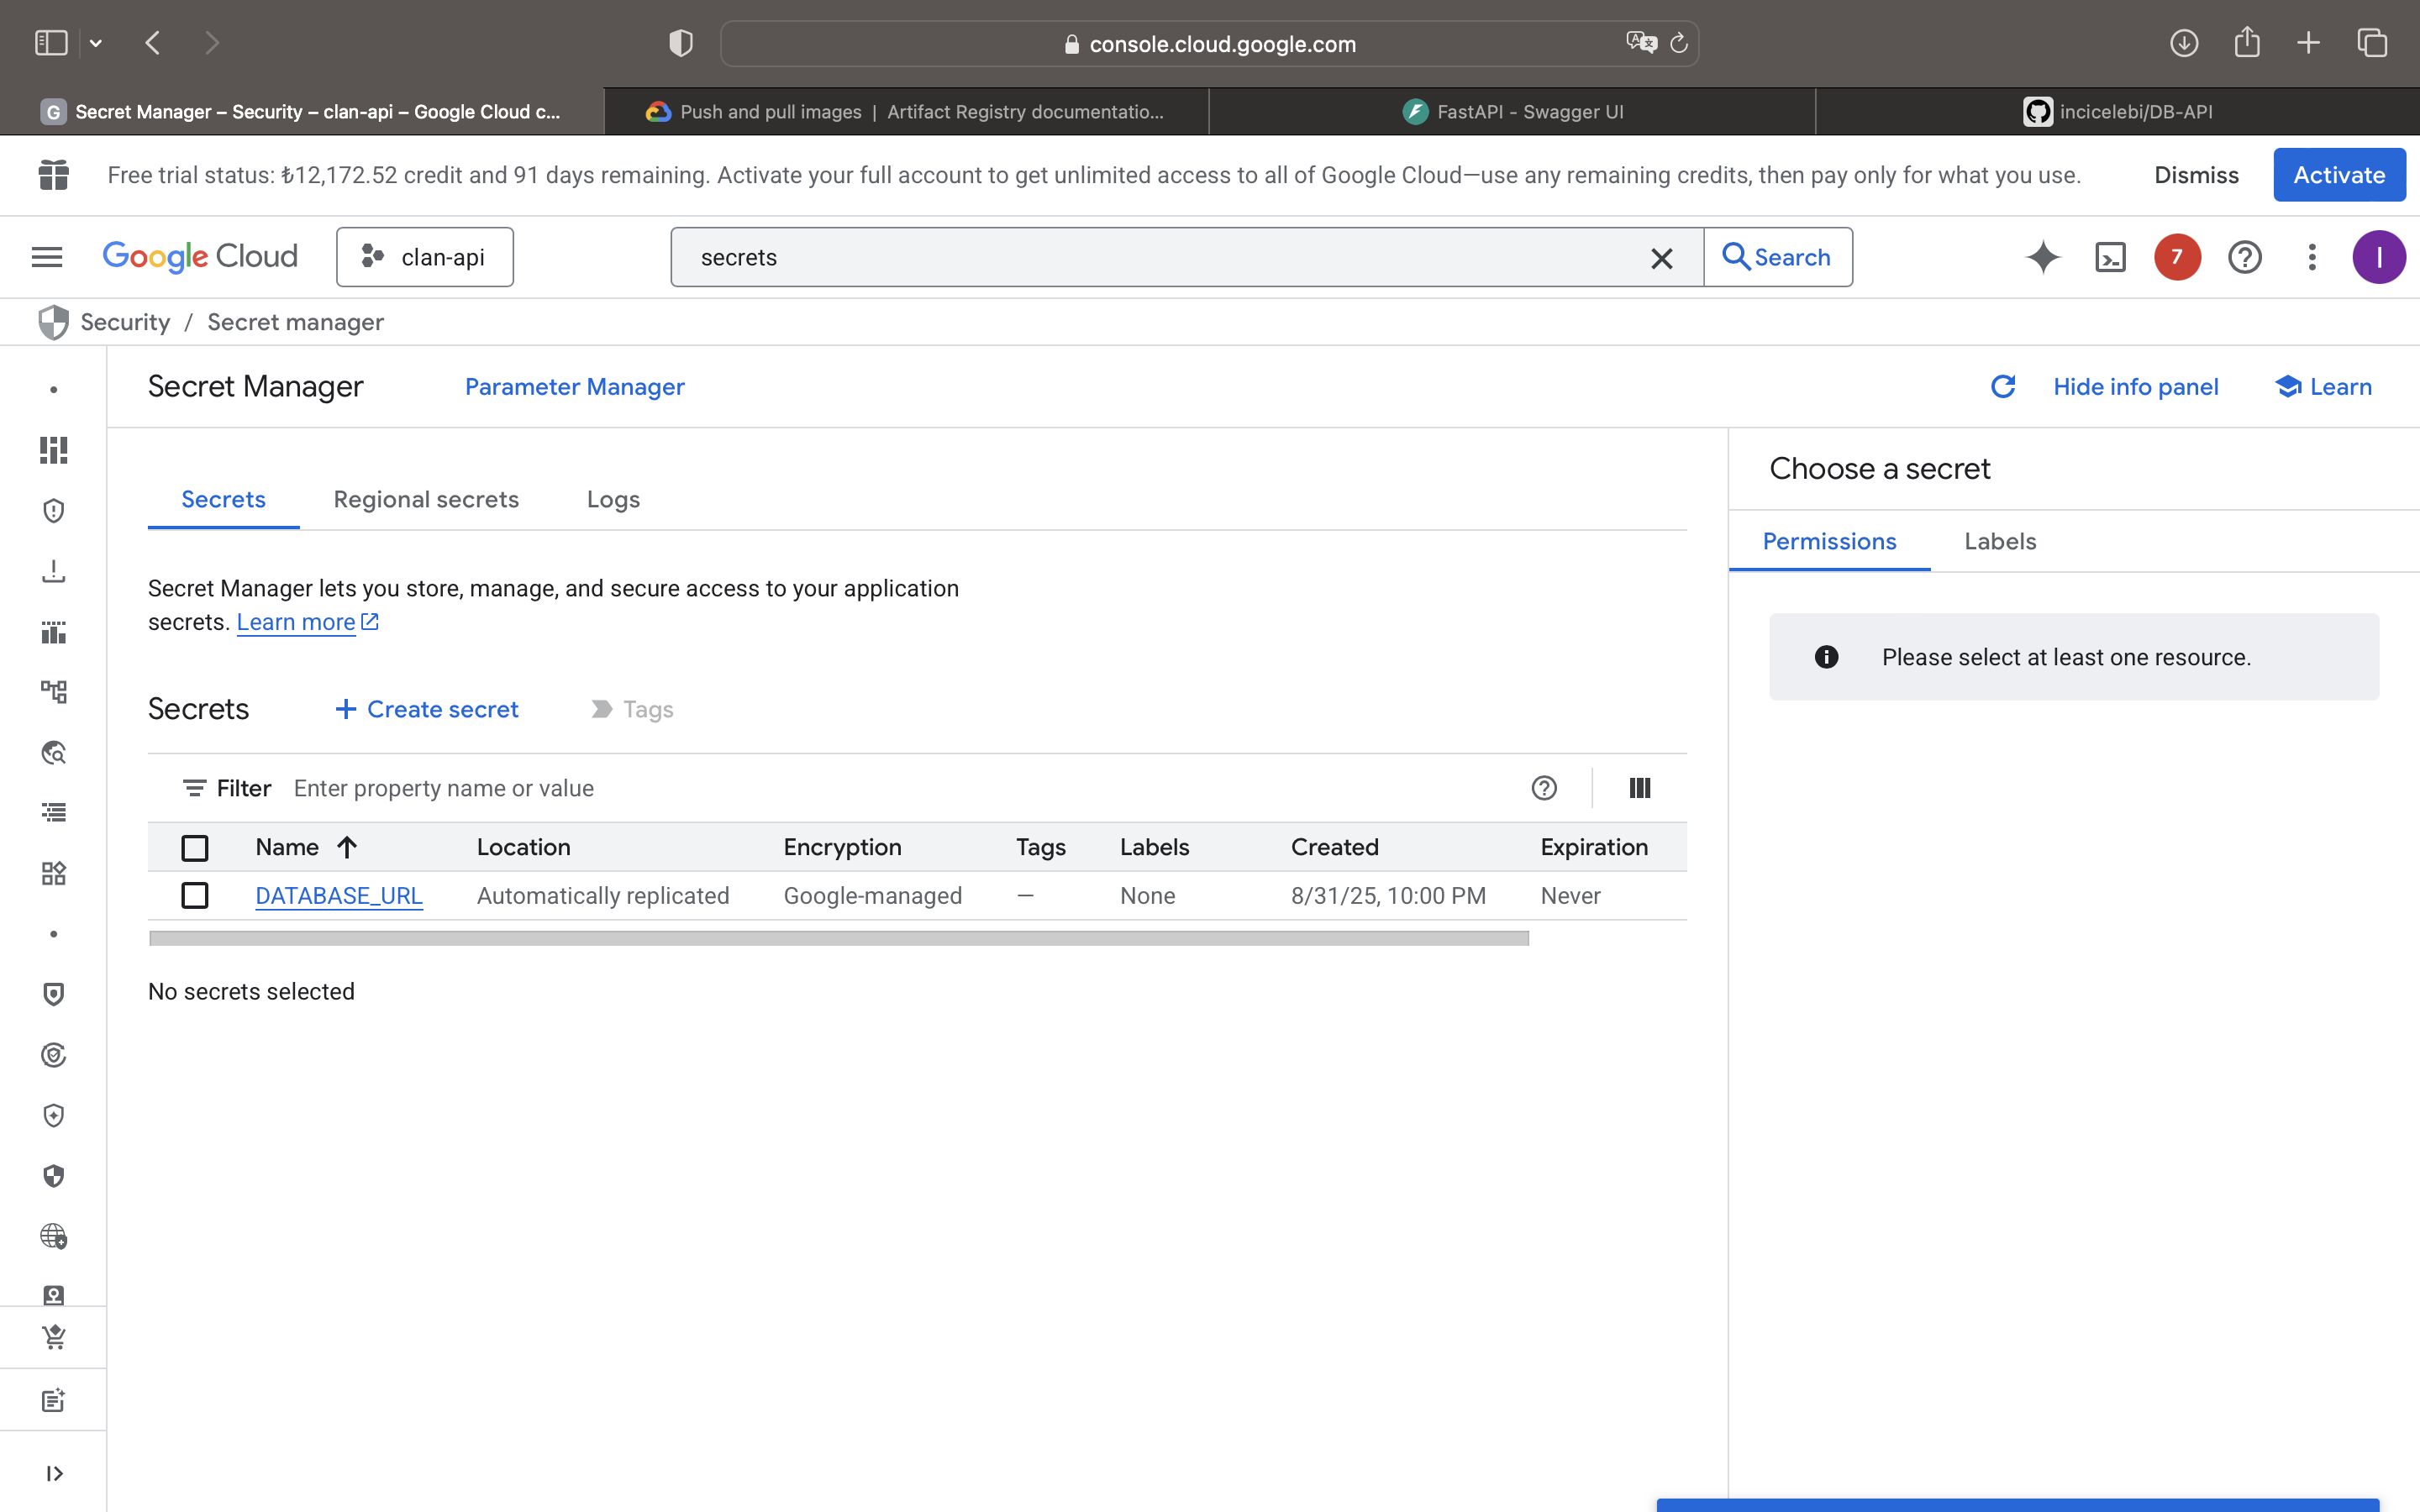 console.cloud.google.com
G Secret Manager – Security – clan-api – Google Cloud c...
Push and pull images | Artifact Registry documentatio...
FastAPI - Swagger UI
incicelebi/DB-API
Free trial status: ₺12,172.52 credit and 91 days remaining. Activate your full account to get unlimited access to all of Google Cloud—use any remaining credits, then pay only for what you use.
Dismiss
Activate
Google Cloud
clan-api
secrets
Search
7
I
Security / Secret manager
Secret Manager
Parameter Manager
Hide info panel
Learn
Secrets
Regional secrets
Logs
Secret Manager lets you store, manage, and secure access to your application
secrets. Learn more
Secrets
+ Create secret
Tags
Filter Enter property name or value
Name Location Encryption Tags Labels Created Expiration
DATABASE_URL Automatically replicated Google-managed — None 8/31/25, 10:00 PM Never
No secrets selected
Choose a secret
Permissions
Labels
Please select at least one resource.